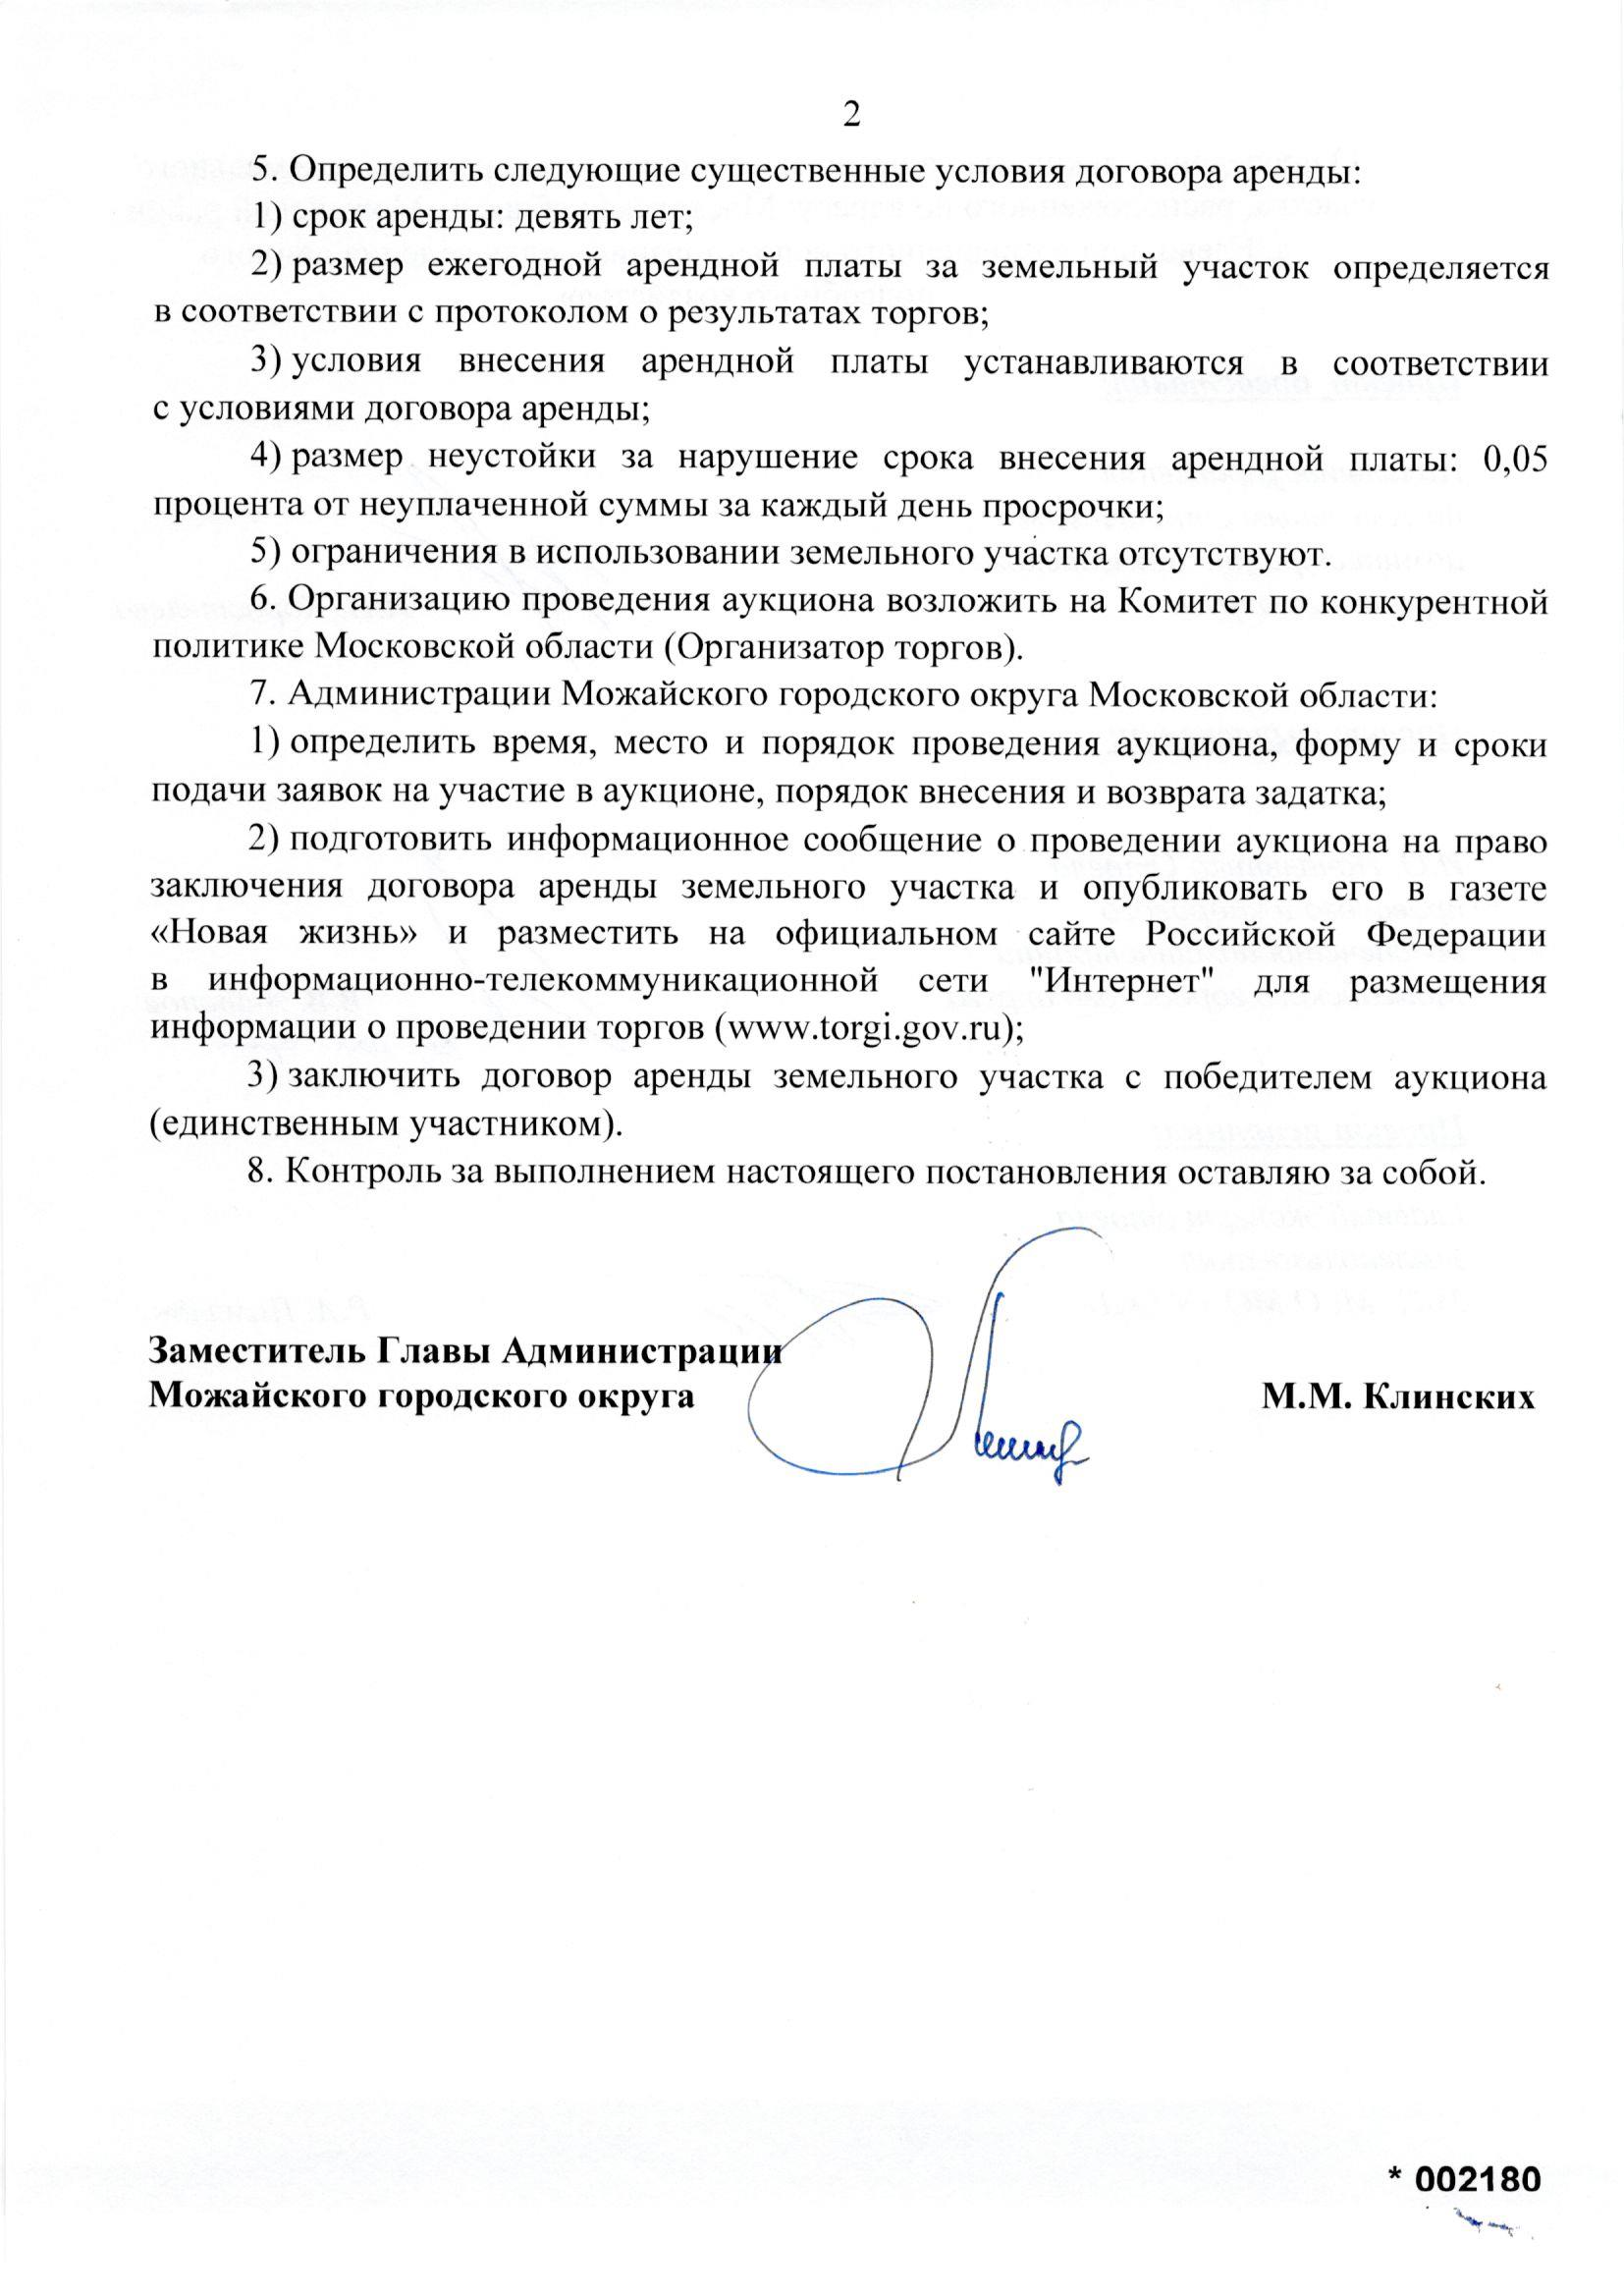 2
5. Определить следующие существенные условия договора аренды:
1) срок аренды: девять лет;
2) размер ежегодной арендной платы за земельный участок определяется
в соответствии с протоколом о результатах торгов;
3) условия внесения арендной платы устанавливаются в соответствии
с условиями договора аренды;
4) размер неустойки за нарушение срока внесения арендной платы: 0,05
процента от неуплаченной суммы за каждый день просрочки;
5) ограничения в использовании земельного участка отсутствуют.
6. Организацию проведения аукциона возложить на Комитет по конкурентной
политике Московской области (Организатор торгов).
7. Администрации Можайского городского округа Московской области:
1) определить время, место и порядок проведения аукциона, форму и сроки
подачи заявок на участие в аукционе, порядок внесения и возврата задатка;
2) подготовить информационное сообщение о проведении аукциона на право
заключения договора аренды земельного участка и опубликовать его в газете
«Новая жизнь» и разместить на официальном сайте Российской Федерации
в информационно-телекоммуникационной сети "Интернет" для размещения
информации о проведении торгов (www.torgi.gov.ru);
3) заключить договор аренды земельного участка с победителем аукциона
(единственным участником).
8. Контроль за выполнением настоящего постановления оставляю за собой.
Заместитель Главы Администрации
Можайского городского округа М.М. Клинских
* 002180